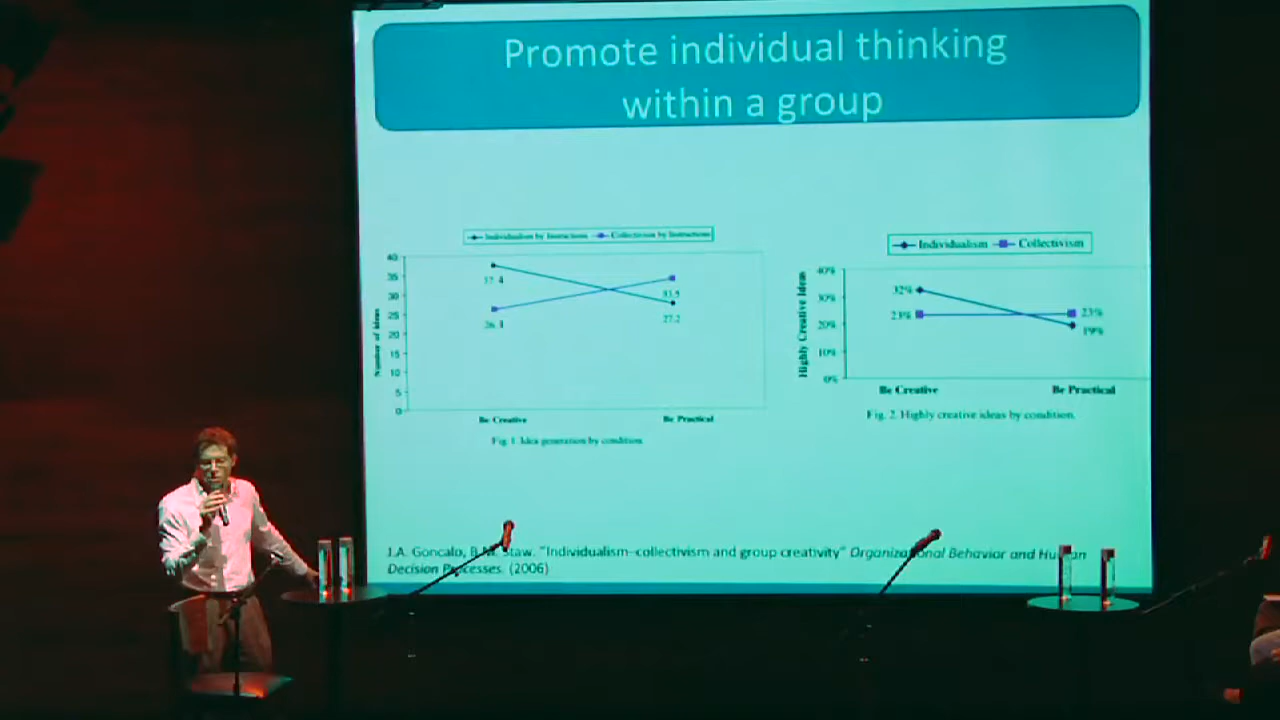 Promote individual thinking
within a group
Individualism by Instructions Collectivism by Instructions
Number of ideas
40
35
30
25
20
15
10
5
0
37.4
26.1
33.5
27.2
Be Creative Be Practical
Fig. 1. Idea generation by condition.
Individualism Collectivism
Highly Creative Ideas
40%
30%
20%
10%
0%
32%
23%
23%
19%
Be Creative Be Practical
Fig. 2. Highly creative ideas by condition.
J.A. Goncalo, B.M. Staw. "Individualism–collectivism and group creativity" Organizational Behavior and Human
Decision Processes. (2006)